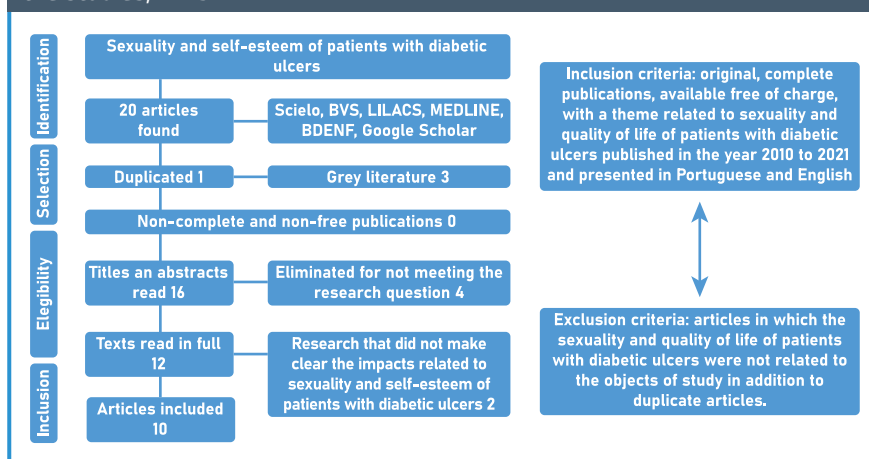 Identification
Sexuality and self-esteem of patients with diabetic
ulcers
20 articles
found
Scielo, BVS, LILACS, MEDLINE,
BDENF, Google Scholar
Selection
Duplicated 1
Grey literature 3
Non-complete and non-free publications 0
Elegibility
Titles an abstracts
read 16
Eliminated for not meeting the
research question 4
Texts read in full
12
Research that did not make
clear the impacts related to
sexuality and self-esteem of
patients with diabetic ulcers 2
Inclusion
Articles included
10
Inclusion criteria: original, complete
publications, available free of charge,
with a theme related to sexuality and
quality of life of patients with diabetic
ulcers published in the year 2010 to 2021
and presented in Portuguese and English
Exclusion criteria: articles in which the
sexuality and quality of life of patients
with diabetic ulcers were not related to
the objects of study in addition to
duplicate articles.